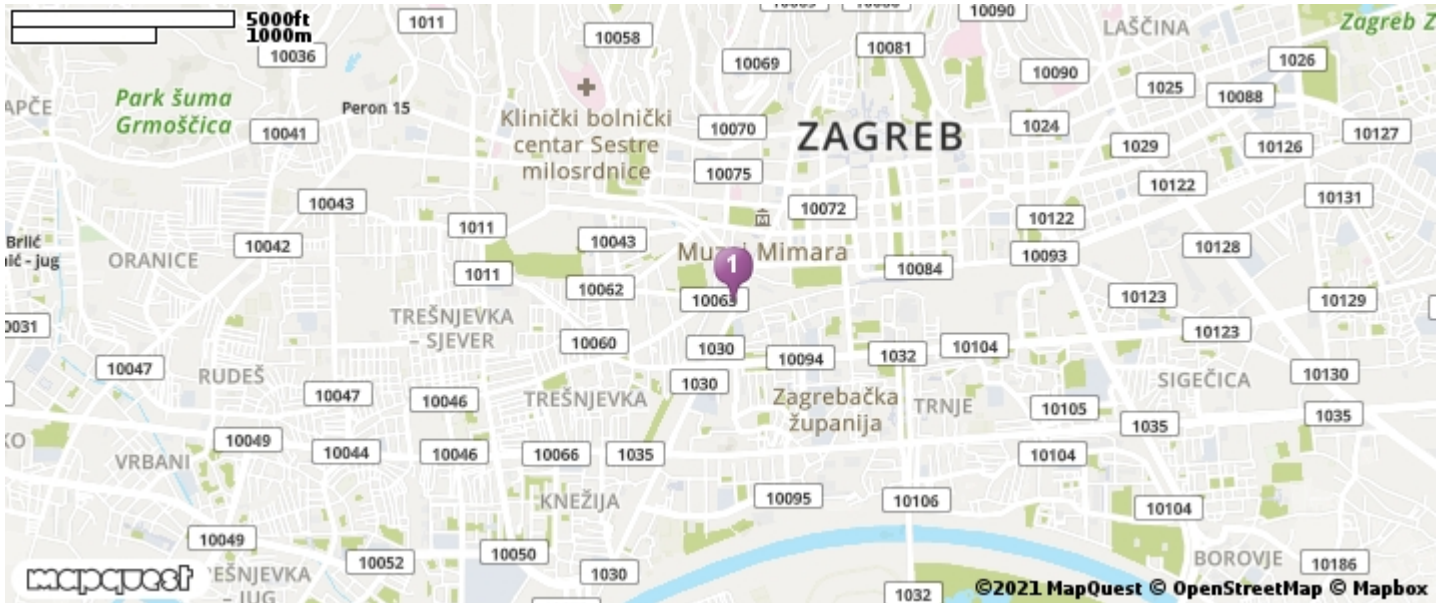 5000ft
1000m
1011
10036
10058
10069
10090
10081
LAŠČINA
Zagreb Z
10090
1026
1025
10088
APČE
Park šuma
Grmoščica
Peron 15
10041
Klinički bolnički
centar Sestre
milosrdnice
10070
ZAGREB
1024
1029
10126
10127
10075
10122
10131
10043
10072
10122
1011
10043
Brlić
nić - jug
10042
ORANICE
Muzej Mimara
1
10084
10093
10128
1011
10062
10063
10123
10129
0031
TREŠNJEVKA
– SJEVER
10060
1030
10094
1032
10104
10123
10047
RUDEŠ
1030
SIGEČICA
10130
10047
10046
TREŠNJEVKA
Zagrebačka
županija
TRNJE
10105
1035
1035
KO
10049
10044
10046
10066
1035
10104
VRBANI
KNEŽIJA
10095
10106
10104
10049
10052
10050
1030
BOROVJE
10186
mapquest
EŠNJEVKA
– JUG
1032
©2021 MapQuest © OpenStreetMap © Mapbox